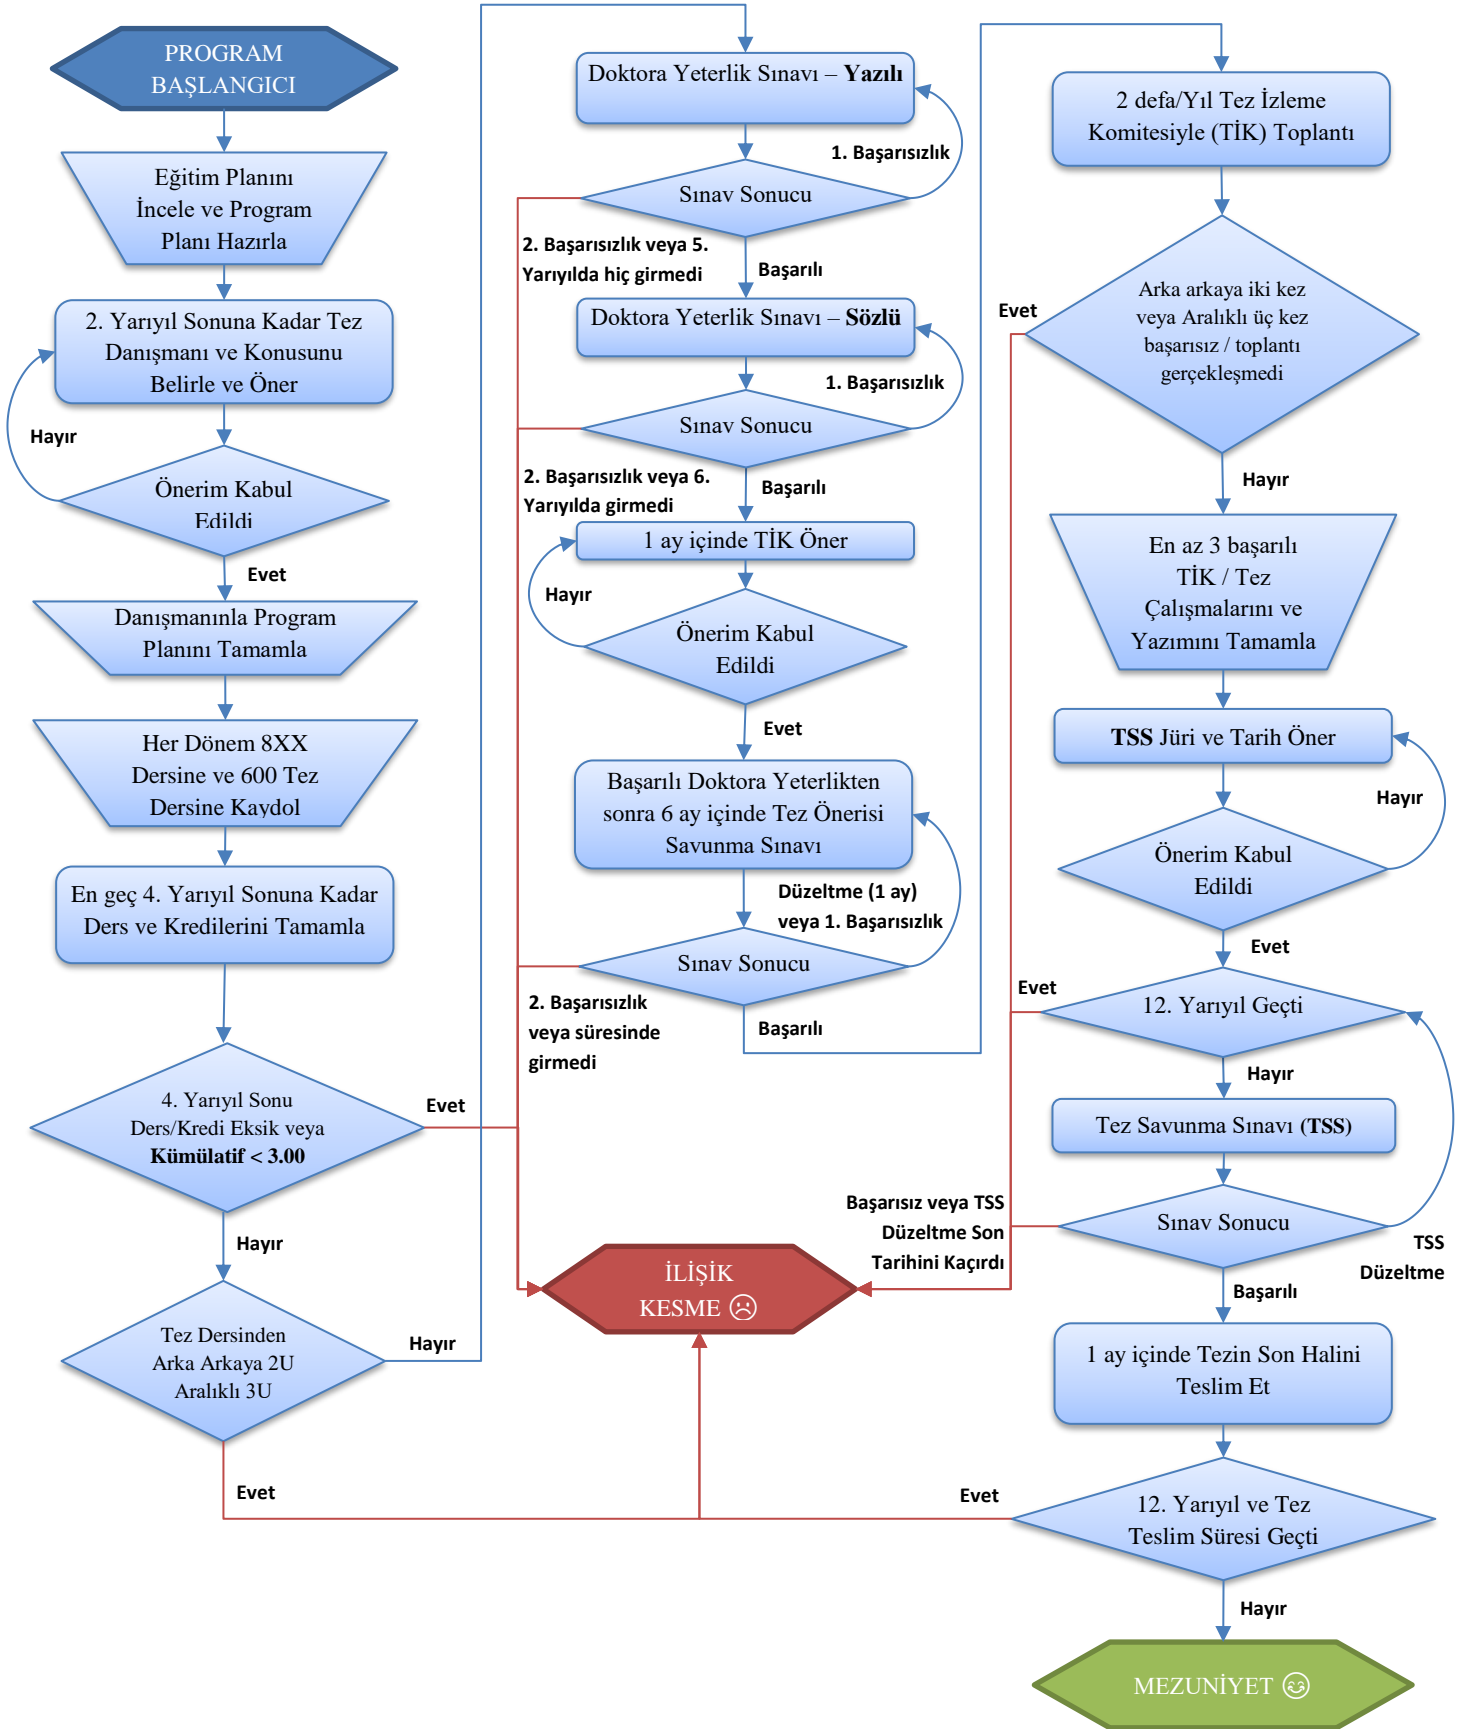 PROGRAM
BAŞLANGICI
Eğitim Planını
İncele ve Program
Planı Hazırla
2. Yarıyıl Sonuna Kadar Tez
Danışmanı ve Konusunu
Belirle ve Öner
Hayır
Önerim Kabul
Edildi
Evet
Danışmanınla Program
Planını Tamamla
Her Dönem 8XX
Dersine ve 600 Tez
Dersine Kaydol
En geç 4. Yarıyıl Sonuna Kadar
Ders ve Kredilerini Tamamla
4. Yarıyıl Sonu
Ders/Kredi Eksik veya
Kümülatif < 3.00
Evet
Hayır
Tez Dersinden
Arka Arkaya 2U
Aralıklı 3U
Hayır
Evet
Doktora Yeterlik Sınavı – Yazılı
1. Başarısızlık
Sınav Sonucu
2. Başarısızlık veya 5.
Yarıyılda hiç girmedi
Başarılı
Doktora Yeterlik Sınavı – Sözlü
1. Başarısızlık
Sınav Sonucu
2. Başarısızlık veya 6.
Yarıyılda girmedi
Başarılı
1 ay içinde TİK Öner
Hayır
Önerim Kabul
Edildi
Evet
Başarılı Doktora Yeterlikten
sonra 6 ay içinde Tez Önerisi
Savunma Sınavı
Düzeltme (1 ay)
veya 1. Başarısızlık
Sınav Sonucu
2. Başarısızlık
veya süresinde
girmedi
Başarılı
İLİŞİK
KESME ☹
2 defa/Yıl Tez İzleme
Komitesiyle (TİK) Toplantı
Evet
Arka arkaya iki kez
veya Aralıklı üç kez
başarısız / toplantı
gerçekleşmedi
Hayır
En az 3 başarılı
TİK / Tez
Çalışmalarını ve
Yazımını Tamamla
TSS Jüri ve Tarih Öner
Hayır
Önerim Kabul
Edildi
Evet
Evet
12. Yarıyıl Geçti
Hayır
Tez Savunma Sınavı (TSS)
Başarısız veya TSS
Düzeltme Son
Tarihini Kaçırdı
Sınav Sonucu
TSS
Düzeltme
Başarılı
1 ay içinde Tezin Son Halini
Teslim Et
Evet
12. Yarıyıl ve Tez
Teslim Süresi Geçti
Hayır
MEZUNİYET 😊